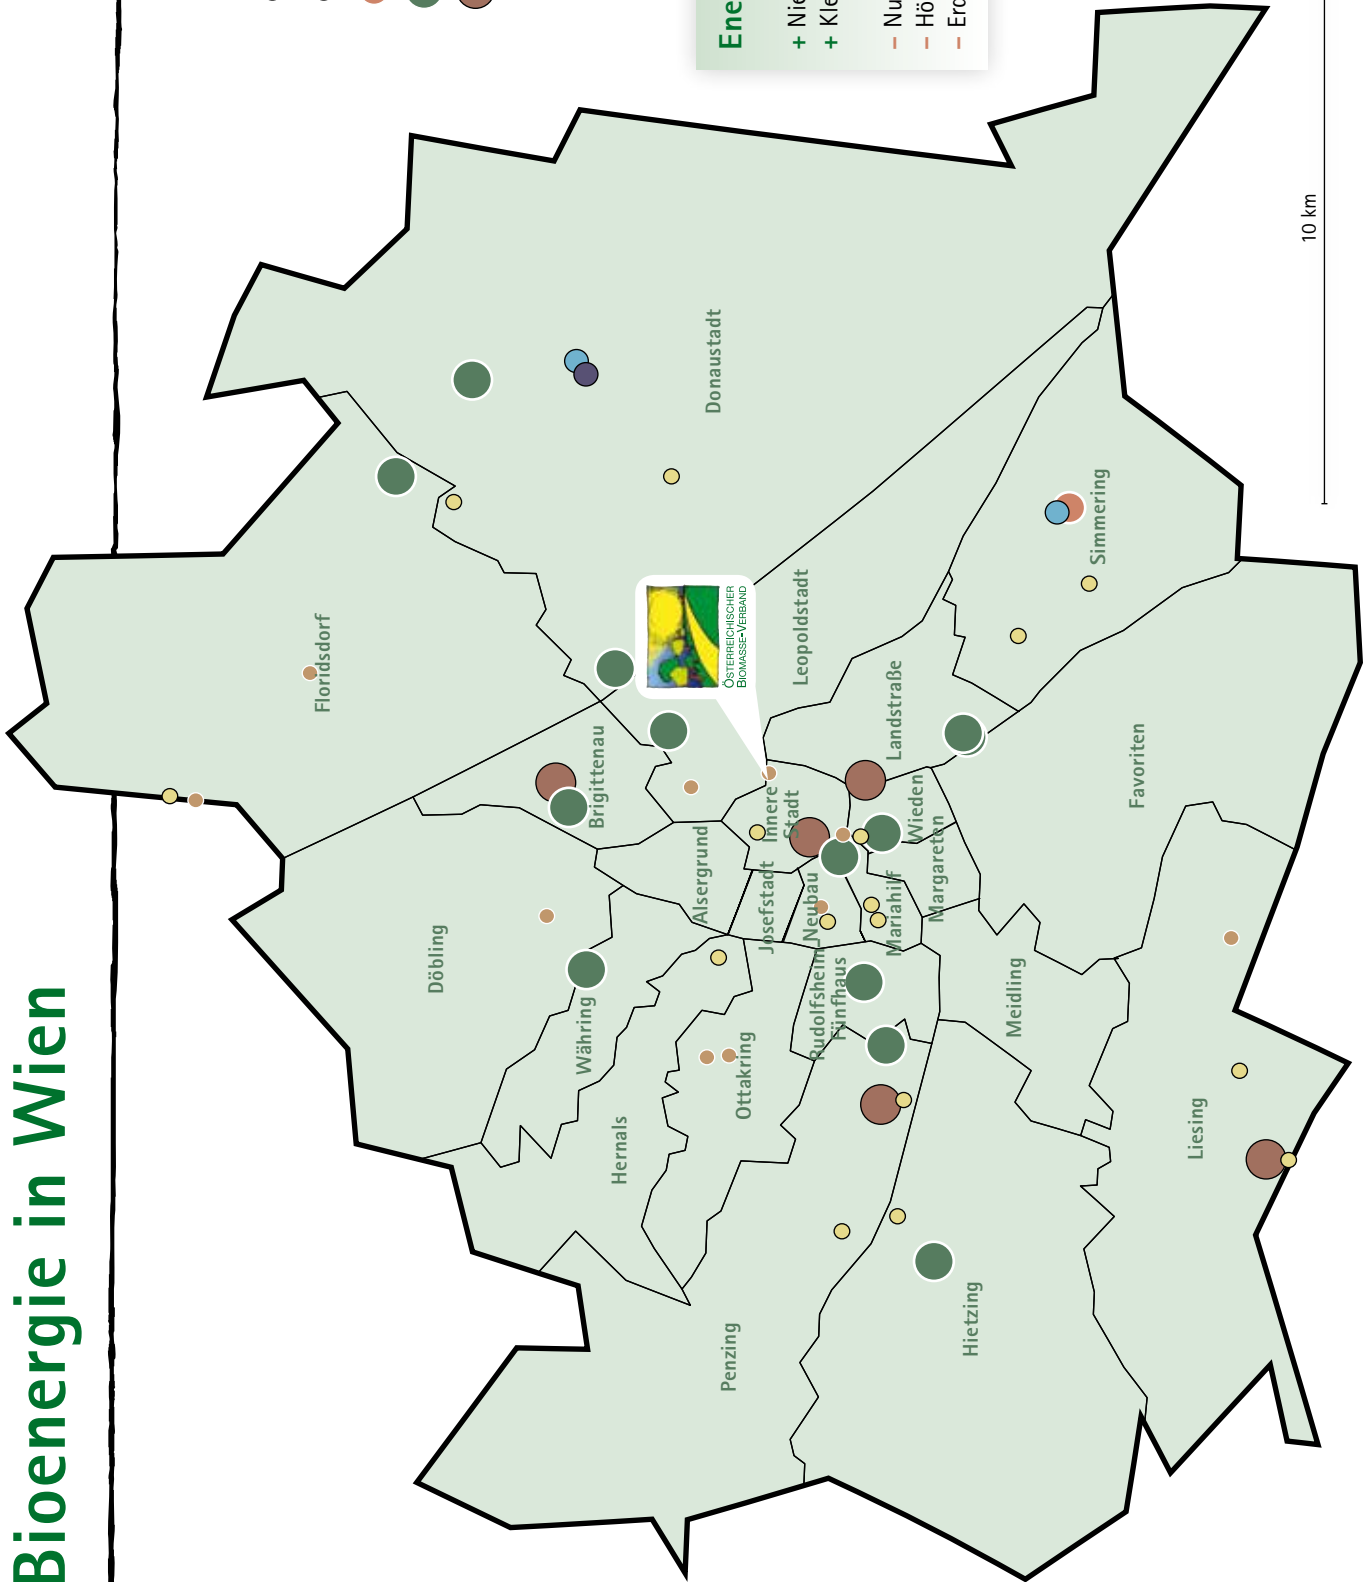 Bioenergie in Wien
Floridsdorf
Donaustadt
Döbling
Brigittenau
Währing
Hernals
Alsergrund
Ottakring
Penzing
ÖSTERREICHISCHER
BIOMASSE-VERBAND
Leopoldstadt
Innere
Stadt
Josefstadt
Neubau
Rudolfsheim
Fünfhaus
Mariahilf
Landstraße
Wieden
Margareten
Hietzing
Meidling
Simmering
Favoriten
Liesing
10 km
Ene
+ Nie
+ Kle
– Nu
– Hö
– Erd